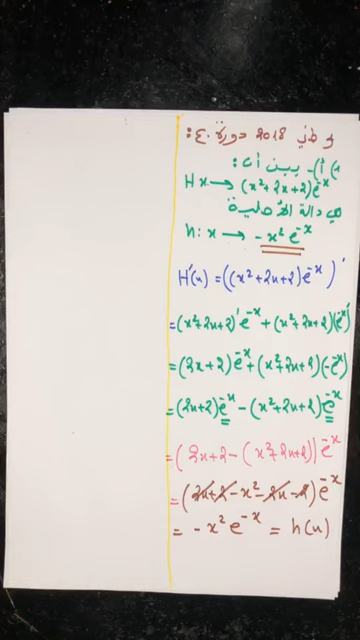 وطني 2018 دورة ع:
1) أ- بين أن:
H x → (x²+2x+2)e⁻ˣ
هي دالة الأصلية
h: x → -x² e⁻ˣ
H'(x) = ((x²+2x+2)e⁻ˣ)'
= (x²+2x+2)' e⁻ˣ + (x²+2x+2)(e⁻ˣ)'
= (2x+2)e⁻ˣ + (x²+2x+2)(-e⁻ˣ)
= (2x+2)e⁻ˣ - (x²+2x+2)e⁻ˣ
= (2x+2 - (x²+2x+2))e⁻ˣ
= (2x+2 -x² -2x -2)e⁻ˣ
= -x² e⁻ˣ = h(x)